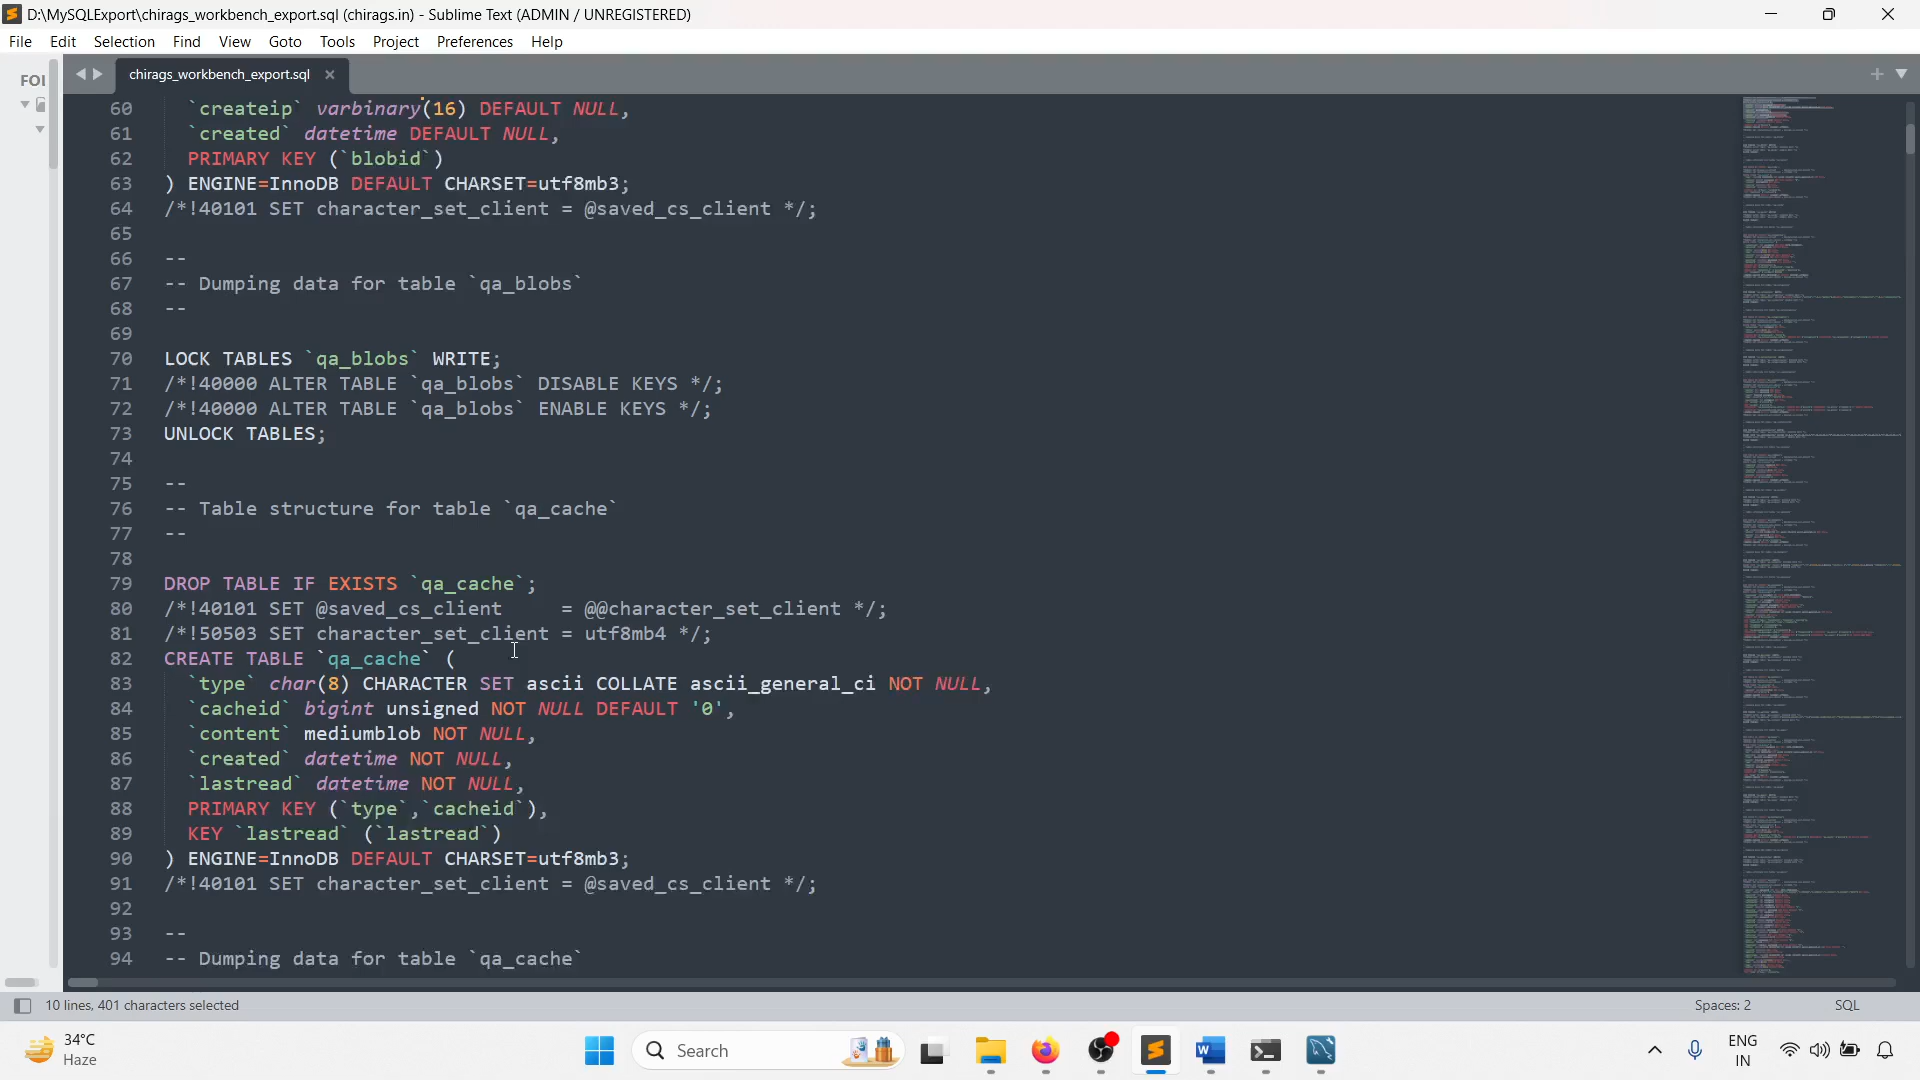 D:\MySQLExport\chirags_workbench_export.sql (chirags.in) - Sublime Text (ADMIN / UNREGISTERED)
File Edit Selection Find View Goto Tools Project Preferences Help
FOI
chirags_workbench_export.sql ×
60 `createip` varbinary(16) DEFAULT NULL,
61 `created` datetime DEFAULT NULL,
62 PRIMARY KEY (`blobid`)
63 ) ENGINE=InnoDB DEFAULT CHARSET=utf8mb3;
64 /*!40101 SET character_set_client = @saved_cs_client */;
65
66 --
67 -- Dumping data for table `qa_blobs`
68 --
69
70 LOCK TABLES `qa_blobs` WRITE;
71 /*!40000 ALTER TABLE `qa_blobs` DISABLE KEYS */;
72 /*!40000 ALTER TABLE `qa_blobs` ENABLE KEYS */;
73 UNLOCK TABLES;
74
75 --
76 -- Table structure for table `qa_cache`
77 --
78
79 DROP TABLE IF EXISTS `qa_cache`;
80 /*!40101 SET @saved_cs_client     = @@character_set_client */;
81 /*!50503 SET character_set_client = utf8mb4 */;
82 CREATE TABLE `qa_cache` (
83 `type` char(8) CHARACTER SET ascii COLLATE ascii_general_ci NOT NULL,
84 `cacheid` bigint unsigned NOT NULL DEFAULT '0',
85 `content` mediumblob NOT NULL,
86 `created` datetime NOT NULL,
87 `lastread` datetime NOT NULL,
88 PRIMARY KEY (`type`,`cacheid`),
89 KEY `lastread` (`lastread`)
90 ) ENGINE=InnoDB DEFAULT CHARSET=utf8mb3;
91 /*!40101 SET character_set_client = @saved_cs_client */;
92
93 --
94 -- Dumping data for table `qa_cache`
10 lines, 401 characters selected
Spaces: 2
SQL
34°C
Haze
Search
ENG
IN